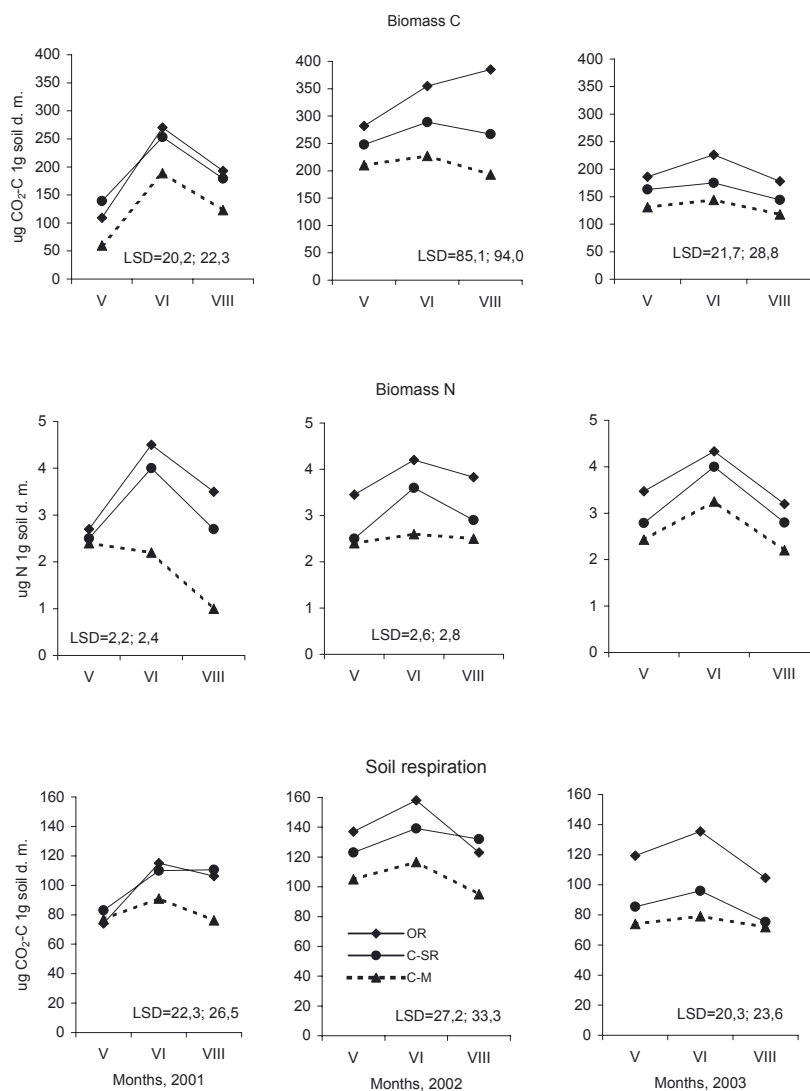 Biomass C
400
350
300
250
200
150
100
50
0
ug CO₂-C 1g soil d. m.
LSD=20,2; 22,3
V VI VIII
400
350
300
250
200
150
100
50
0
LSD=85,1; 94,0
V VI VIII
400
350
300
250
200
150
100
50
0
LSD=21,7; 28,8
V VI VIII
Biomass N
5
4
3
2
1
0
ug N 1g soil d. m.
LSD=2,2; 2,4
V VI VIII
5
4
3
2
1
0
LSD=2,6; 2,8
V VI VIII
5
4
3
2
1
0
V VI VIII
Soil respiration
160
140
120
100
80
60
40
20
0
ug CO₂-C 1g soil d. m.
LSD=22,3; 26,5
V VI VIII
Months, 2001
160
140
120
100
80
60
40
20
0
OR
C-SR
C-M
LSD=27,2; 33,3
V VI VIII
Months, 2002
160
140
120
100
80
60
40
20
0
LSD=20,3; 23,6
V VI VIII
Months, 2003